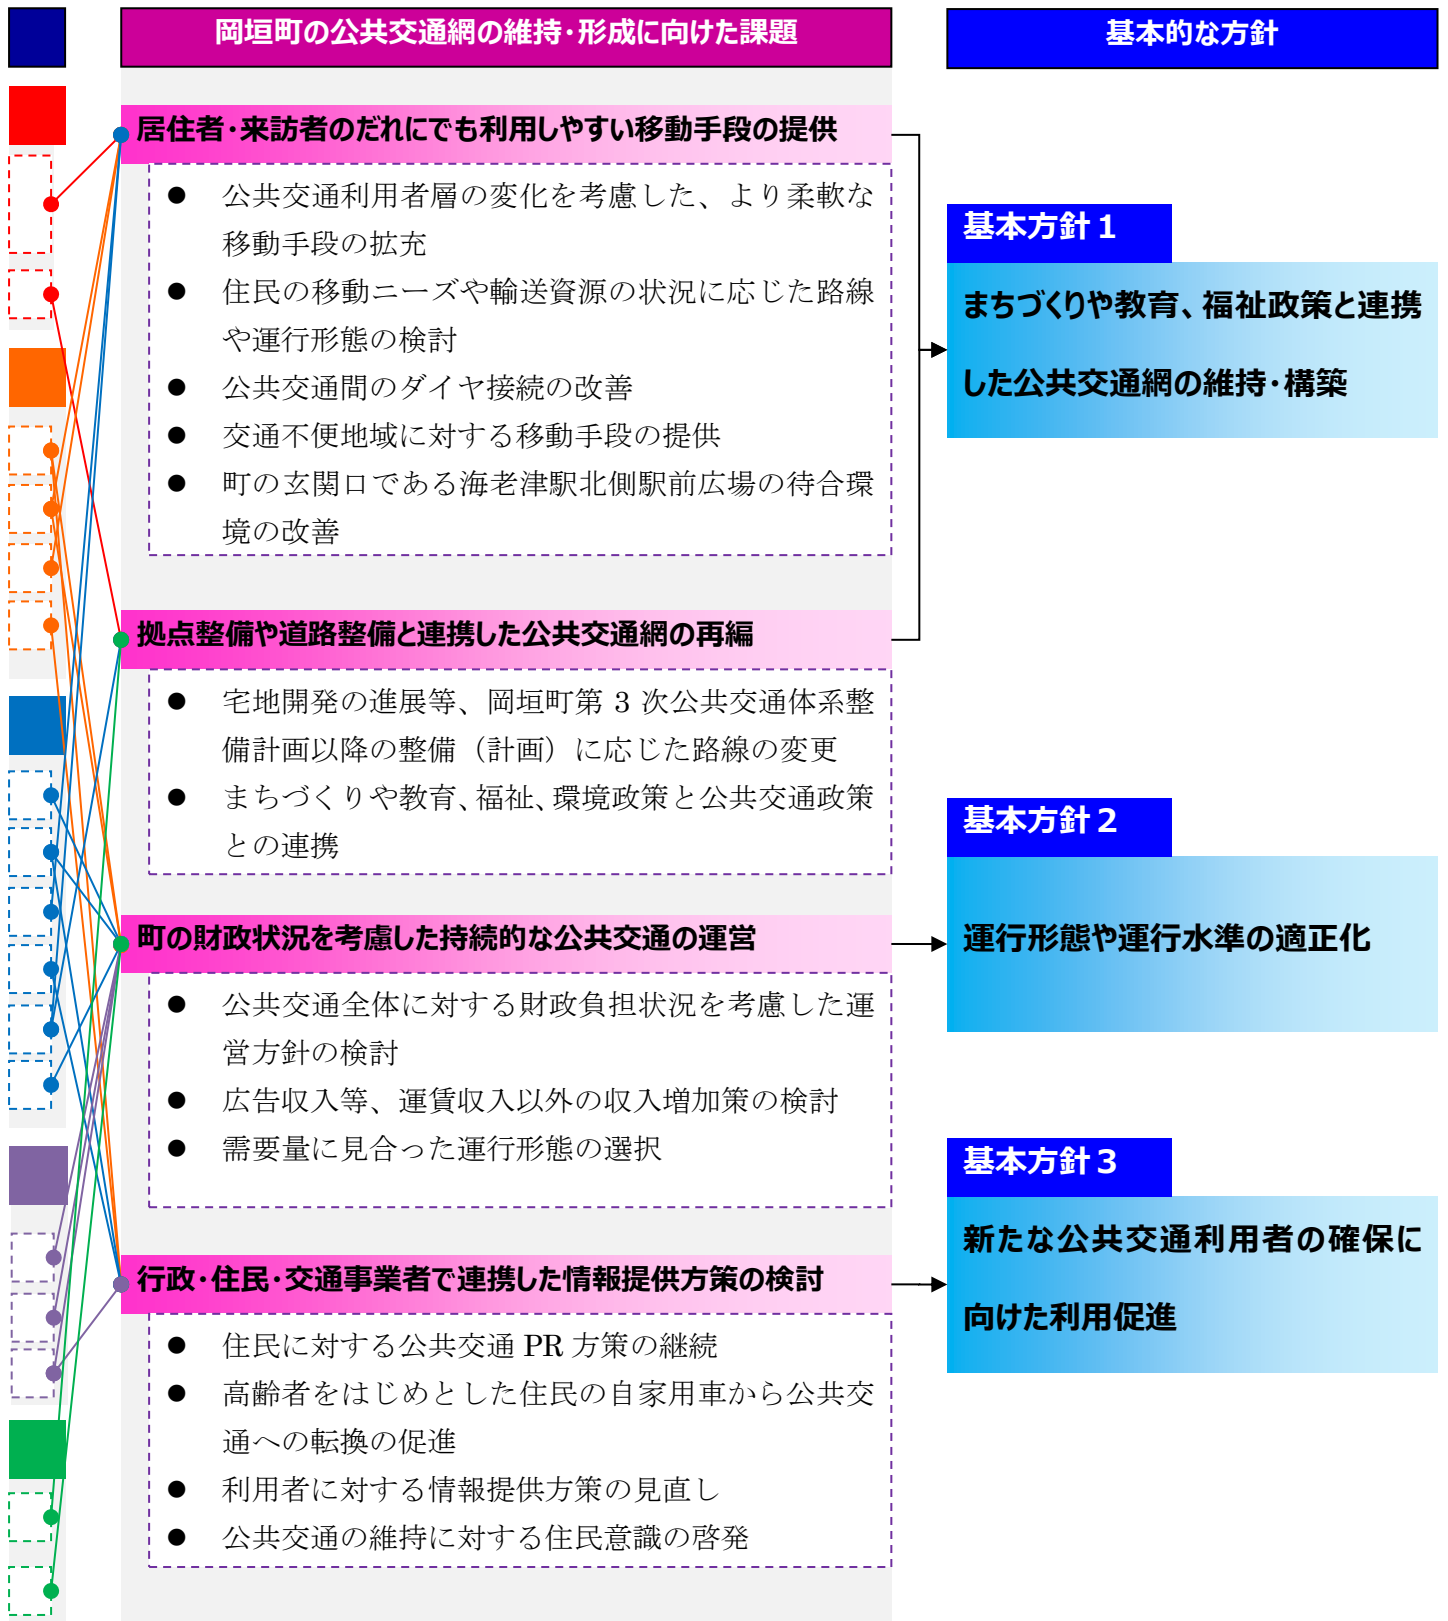 岡垣町の公共交通網の維持・形成に向けた課題
居住者・来訪者のだれにでも利用しやすい移動手段の提供
● 公共交通利用者層の変化を考慮した、より柔軟な
移動手段の拡充
● 住民の移動ニーズや輸送資源の状況に応じた路線
や運行形態の検討
● 公共交通間のダイヤ接続の改善
● 交通不便地域に対する移動手段の提供
● 町の玄関口である海老津駅北側駅前広場の待合環
境の改善
拠点整備や道路整備と連携した公共交通網の再編
● 宅地開発の進展等、岡垣町第 3 次公共交通体系整
備計画以降の整備（計画）に応じた路線の変更
● まちづくりや教育、福祉、環境政策と公共交通政策
との連携
町の財政状況を考慮した持続的な公共交通の運営
● 公共交通全体に対する財政負担状況を考慮した運
営方針の検討
● 広告収入等、運賃収入以外の収入増加策の検討
● 需要量に見合った運行形態の選択
行政・住民・交通事業者で連携した情報提供方策の検討
● 住民に対する公共交通 PR 方策の継続
● 高齢者をはじめとした住民の自家用車から公共交
通への転換の促進
● 利用者に対する情報提供方策の見直し
● 公共交通の維持に対する住民意識の啓発
基本的な方針
基本方針１
まちづくりや教育、福祉政策と連携
した公共交通網の維持・構築
基本方針２
運行形態や運行水準の適正化
基本方針３
新たな公共交通利用者の確保に
向けた利用促進